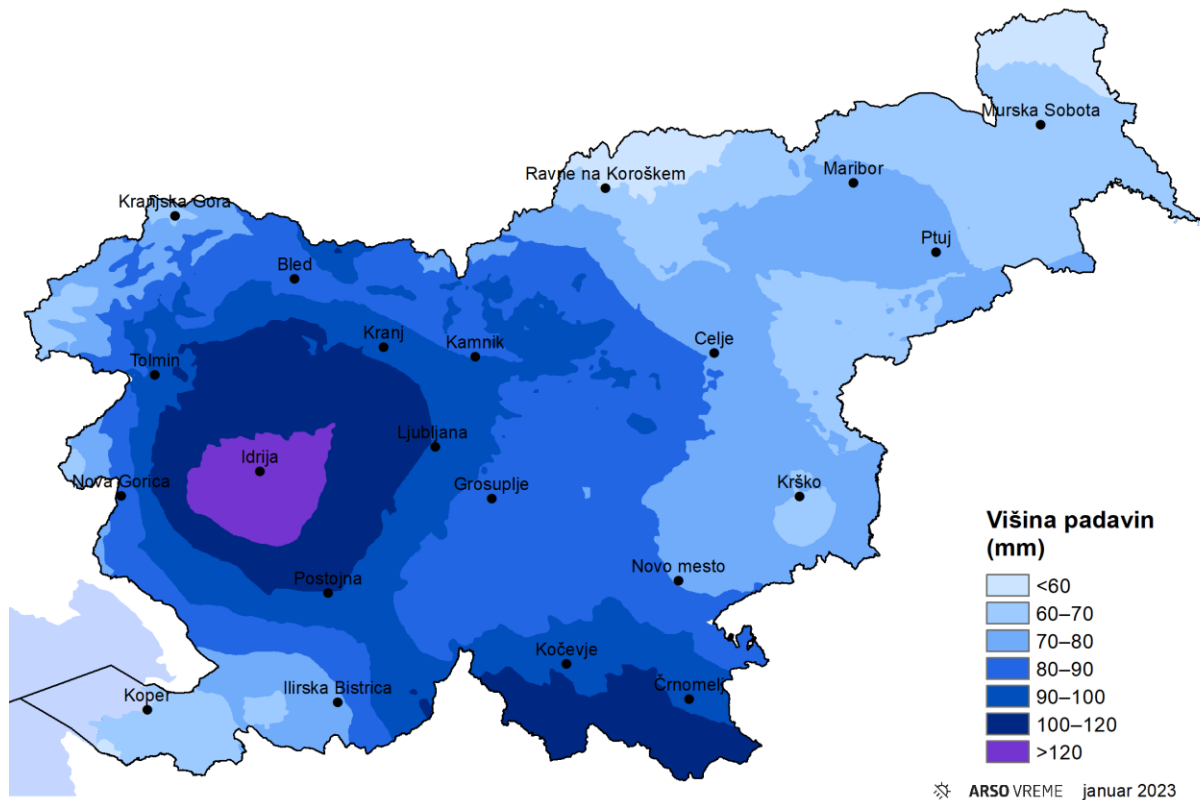 Murska Sobota
Maribor
Ravne na Koroškem
Kranjska Gora
Ptuj
Bled
Kranj
Kamnik
Celje
Tolmin
Ljubljana
Idrija
Nova Gorica
Grosuplje
Krško
Postojna
Novo mesto
Kočevje
Koper
Ilirska Bistrica
Črnomelj
Višina padavin
(mm)
<60
60–70
70–80
80–90
90–100
100–120
>120
ARSO VREME januar 2023